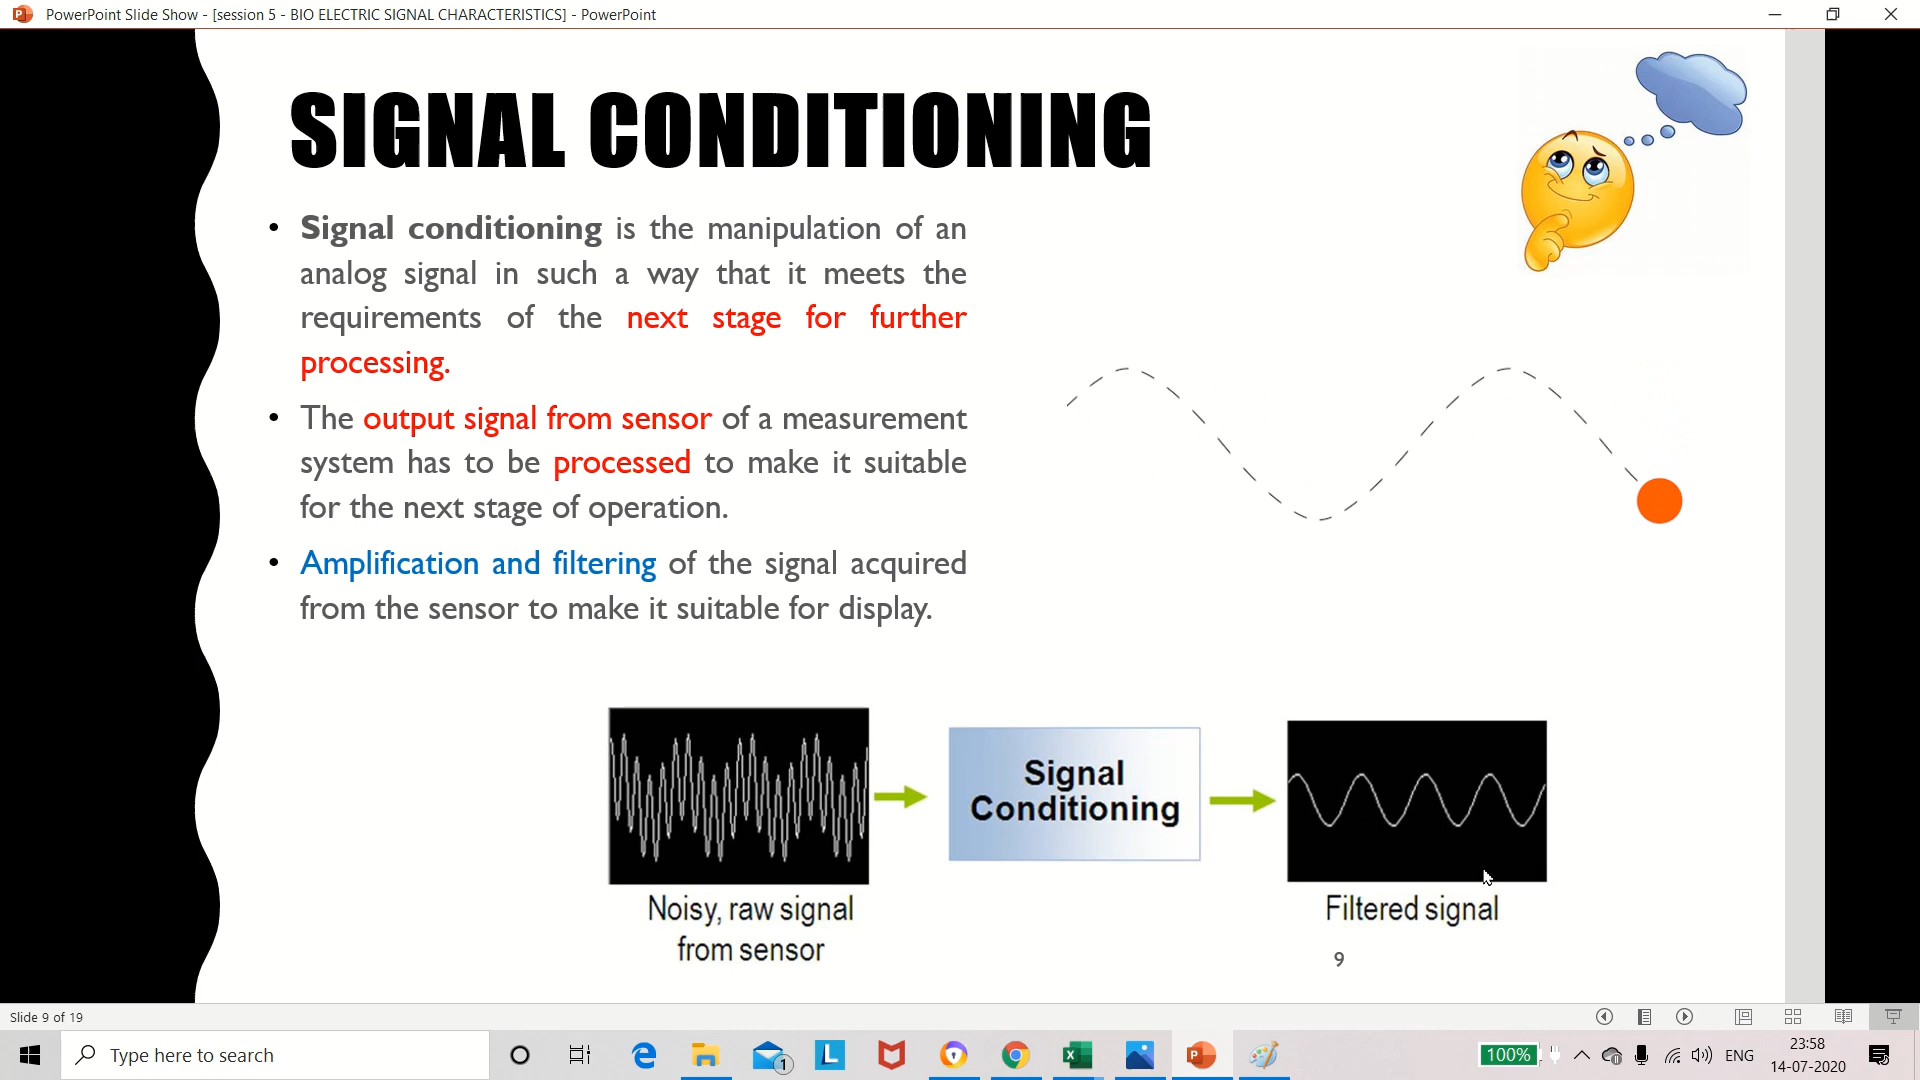 PowerPoint Slide Show - [session 5 - BIO ELECTRIC SIGNAL CHARACTERISTICS] - PowerPoint
SIGNAL CONDITIONING
• Signal conditioning is the manipulation of an
analog signal in such a way that it meets the
requirements of the next stage for further
processing.
• The output signal from sensor of a measurement
system has to be processed to make it suitable
for the next stage of operation.
• Amplification and filtering of the signal acquired
from the sensor to make it suitable for display.
Signal
Conditioning
Noisy, raw signal
from sensor
Filtered signal
9
Slide 9 of 19
Type here to search
1
L
100%
ENG
23:58
14-07-2020